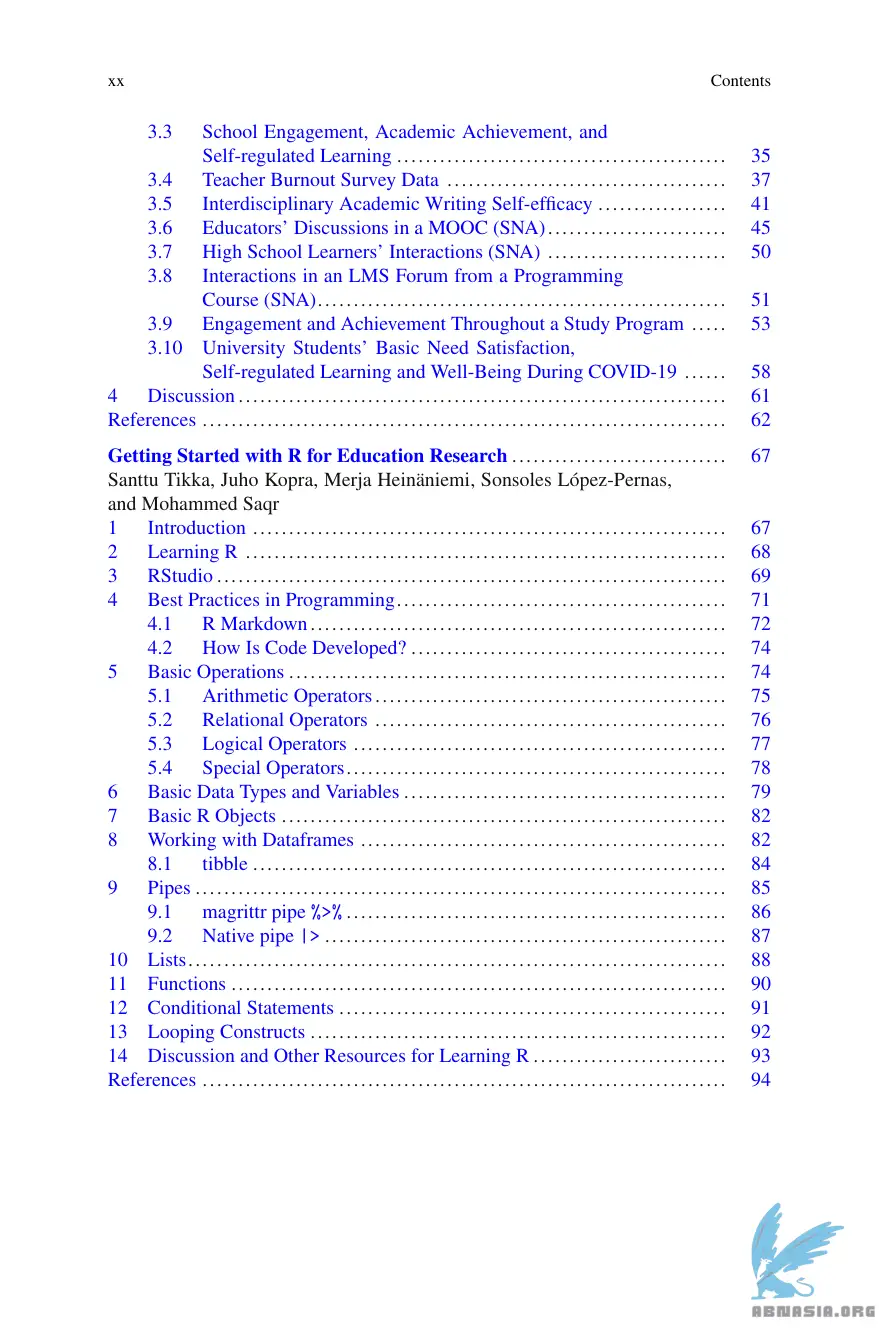 xx Contents
3.3 School Engagement, Academic Achievement, and
Self-regulated Learning ............................................. 35
3.4 Teacher Burnout Survey Data ...................................... 37
3.5 Interdisciplinary Academic Writing Self-efficacy .................. 41
3.6 Educators’ Discussions in a MOOC (SNA)......................... 45
3.7 High School Learners’ Interactions (SNA) ......................... 50
3.8 Interactions in an LMS Forum from a Programming
Course (SNA)......................................................... 51
3.9 Engagement and Achievement Throughout a Study Program ..... 53
3.10 University Students’ Basic Need Satisfaction,
Self-regulated Learning and Well-Being During COVID-19 ...... 58
4 Discussion.................................................................... 61
References ......................................................................... 62
Getting Started with R for Education Research .............................. 67
Santtu Tikka, Juho Kopra, Merja Heinäniemi, Sonsoles López-Pernas,
and Mohammed Saqr
1 Introduction .................................................................. 67
2 Learning R ................................................................... 68
3 RStudio ....................................................................... 69
4 Best Practices in Programming.............................................. 71
4.1 R Markdown.......................................................... 72
4.2 How Is Code Developed? ............................................ 74
5 Basic Operations ............................................................. 74
5.1 Arithmetic Operators................................................. 75
5.2 Relational Operators ................................................. 76
5.3 Logical Operators .................................................... 77
5.4 Special Operators..................................................... 78
6 Basic Data Types and Variables ............................................. 79
7 Basic R Objects .............................................................. 82
8 Working with Dataframes ................................................... 82
8.1 tibble .................................................................. 84
9 Pipes .......................................................................... 85
9.1 magrittr pipe %>%..................................................... 86
9.2 Native pipe |> ........................................................ 87
10 Lists........................................................................... 88
11 Functions ..................................................................... 90
12 Conditional Statements ...................................................... 91
13 Looping Constructs .......................................................... 92
14 Discussion and Other Resources for Learning R ........................... 93
References ......................................................................... 94
ABNASIA.ORG